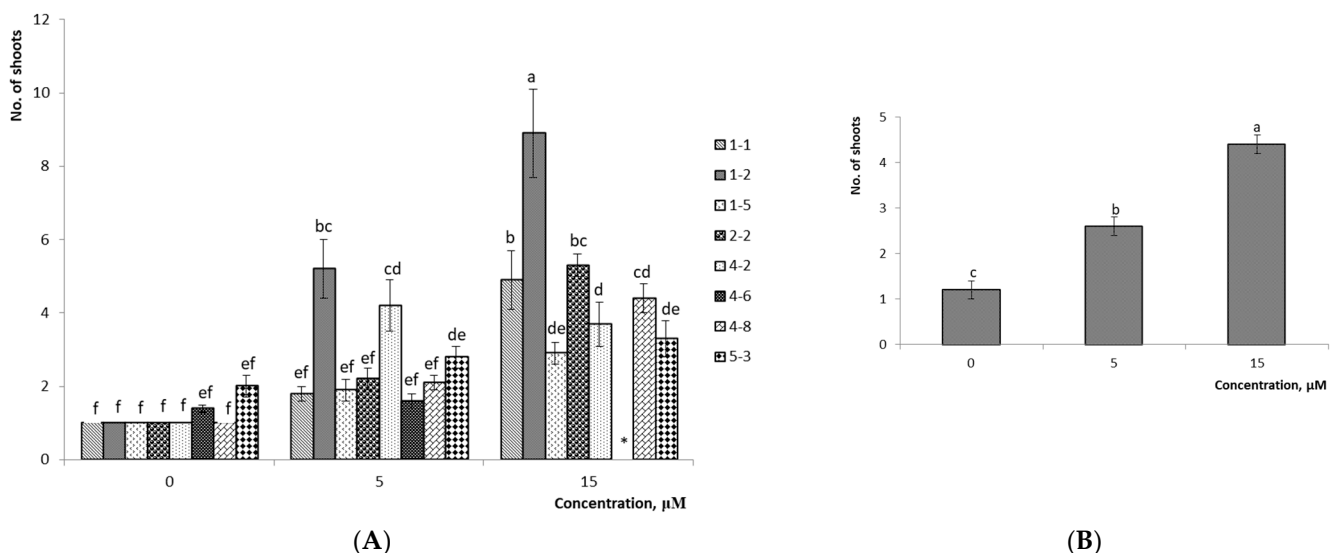 No. of shoots
12
10
8
6
4
2
0
f f f f f ef f ef
ef bc ef ef cd ef ef de
b a de bc d * cd de
0 5 15
Concentration, μM
1-1
1-2
1-5
2-2
4-2
4-6
4-8
5-3
(A)
No. of shoots
5
4
3
2
1
0
c b a
0 5 15
Concentration, μM
(B)